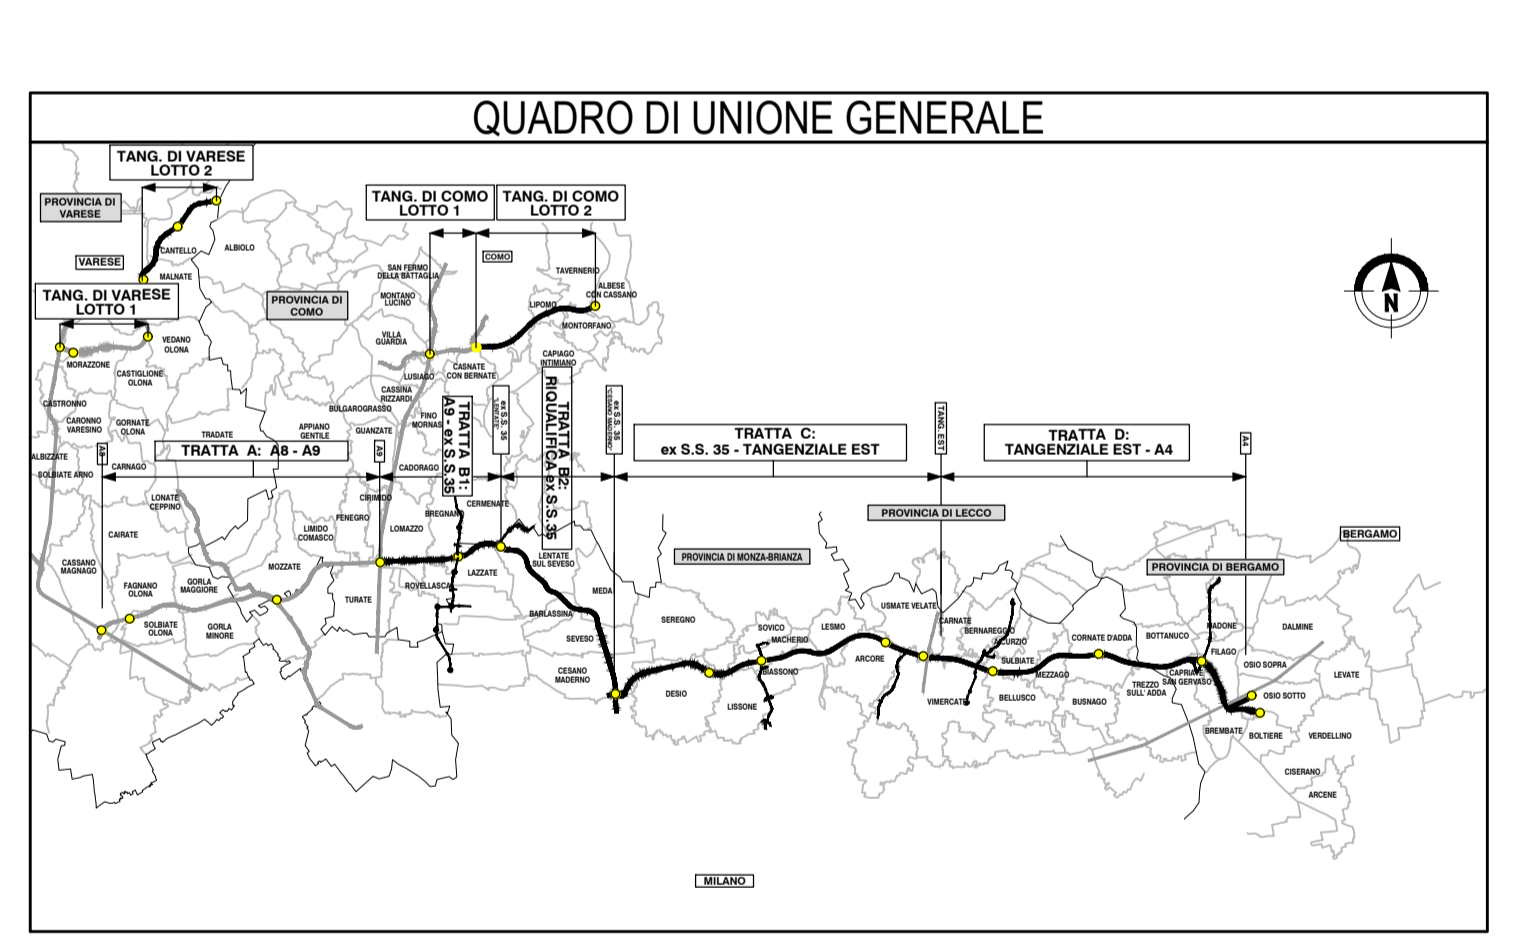 QUADRO DI UNIONE GENERALE
TANG. DI VARESE
LOTTO 2
PROVINCIA DI
VARESE
TANG. DI COMO
LOTTO 1
TANG. DI COMO
LOTTO 2
CANTELLO
ALBIOLO
VARESE
MALNATE
COMO
SAN FERMO
DELLA BATTAGLIA
TAVERNERIO
ALBESE
CON CASSANO
TANG. DI VARESE
LOTTO 1
PROVINCIA DI
COMO
MONTANO
LUCINO
LIPOMO
MONTORFANO
VILLA
GUARDIA
VEDANO
OLONA
MORAZZONE
CASTIGLIONE
OLONA
LUSIAGO
CASNATE
CON BERNATE
CAPIAGO
INTIMIANO
CASSINA
RIZZARDI
CASTRONNO
BULGAROGRASSO
CARONNO
VARESINO
GORNATE
OLONA
APPIANO
GENTILE
GUANZATE
FINO
MORNAS
TRADATE
TRATTA A: A8 - A9
A8
A9
TRATTA B1:
A9 - ex S.S.35
ex S.S. 35
"LENTATE"
TRATTA B2:
RIQUALIFICA ex S.S.35
ex S.S. 35
"CESANO MADERNO"
TRATTA C:
ex S.S. 35 - TANGENZIALE EST
TANG. EST
TRATTA D:
TANGENZIALE EST - A4
A4
ALBIZZATE
SOLBIATE ARNO
CARNAGO
CADORAGO
LONATE
CEPPINO
CIRIMIDO
CERMENATE
FENEGRO
BREGNANO
LIMIDO
COMASCO
LOMAZZO
CAIRATE
PROVINCIA DI LECCO
BERGAMO
PROVINCIA DI MONZA-BRIANZA
PROVINCIA DI BERGAMO
CASSANO
MAGNAGO
MOZZATE
LENTATE
SUL SEVESO
LAZZATE
FAGNANO
OLONA
GORLA
MAGGIORE
ROVELLASCA
TURATE
MEDA
BARLASSINA
SOLBIATE
OLONA
GORLA
MINORE
SEVESO
SEREGNO
SOVICO
MACHERIO
LESMO
USMATE VELATE
CARNATE
BERNAREGGIO
AICURZIO
SULBIATE
CORNATE D'ADDA
BOTTANUCO
MADONE
FILAGO
DALMINE
CESANO
MADERNO
DESIO
BIASSONO
LISSONE
ARCORE
VIMERCATE
BELLUSCO
MEZZAGO
BUSNAGO
TREZZO
SULL' ADDA
CAPRIATE
SAN GERVASO
OSIO SOPRA
OSIO SOTTO
LEVATE
BREMBATE
BOLTIERE
VERDELLINO
CISERANO
ARCENE
MILANO
N